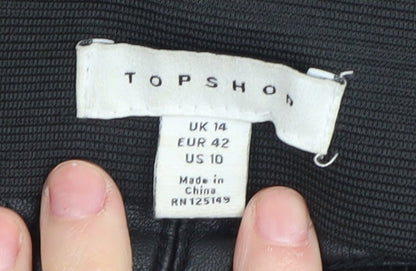 TOPSHOP
UK 14
EUR 42
US 10
Made in
China
RN125149